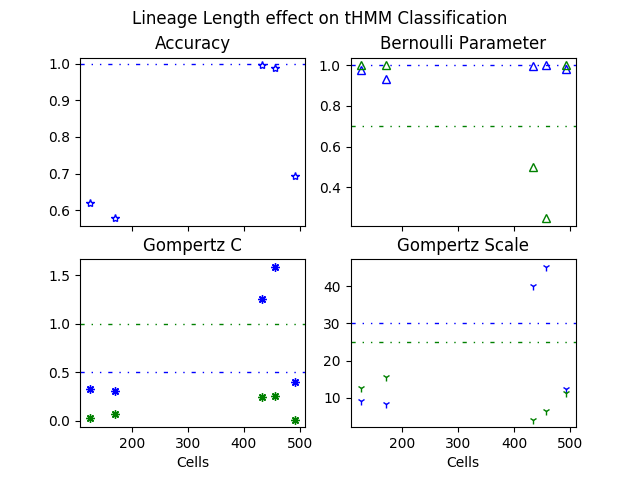 Lineage Length effect on tHMM Classification
Accuracy
Bernoulli Parameter
1.0
0.9
0.8
0.7
0.6
1.0
0.8
0.6
0.4
Gompertz C
Gompertz Scale
1.5
1.0
0.5
0.0
40
30
20
10
200 300 400 500
200 300 400 500
Cells
Cells